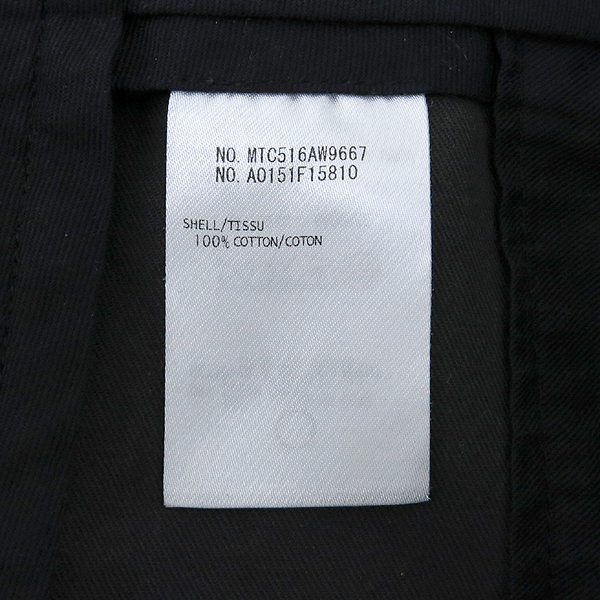 NO. MTC516AW9667
NO. A0151F15810
SHELL/TISSU
100% COTTON/COTON